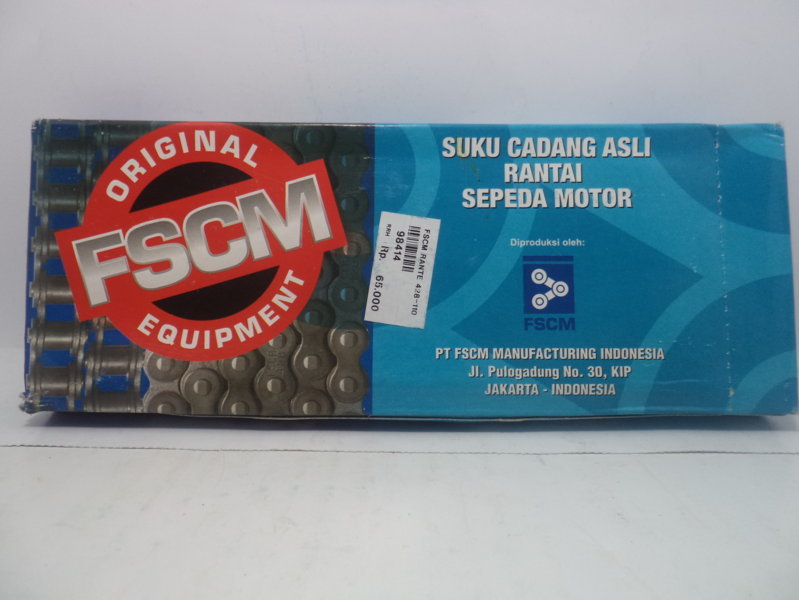 ORIGINAL
FSCM
EQUIPMENT
FSCM RANTE 428-110
98414
RRH Rp. 65.000
SUKU CADANG ASLI
RANTAI
SEPEDA MOTOR
Diproduksi oleh:
FSCM
PT FSCM MANUFACTURING INDONESIA
Jl. Pulogadung No. 30, KIP
JAKARTA - INDONESIA